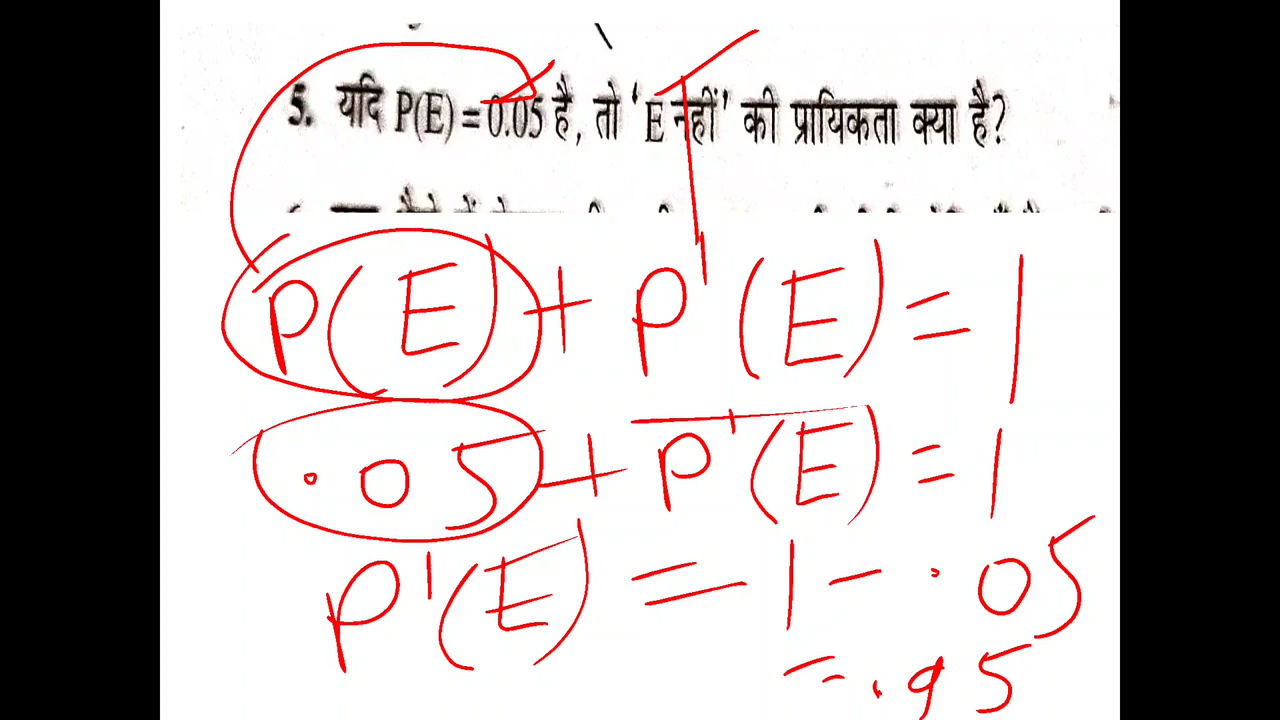 5. यदि P(E) = 0.05 है, तो ‘E नहीं’ की प्रायिकता क्या है?
P(E) + P'(E) = 1
.05 + P'(E) = 1
P'(E) = 1 - .05
= .95